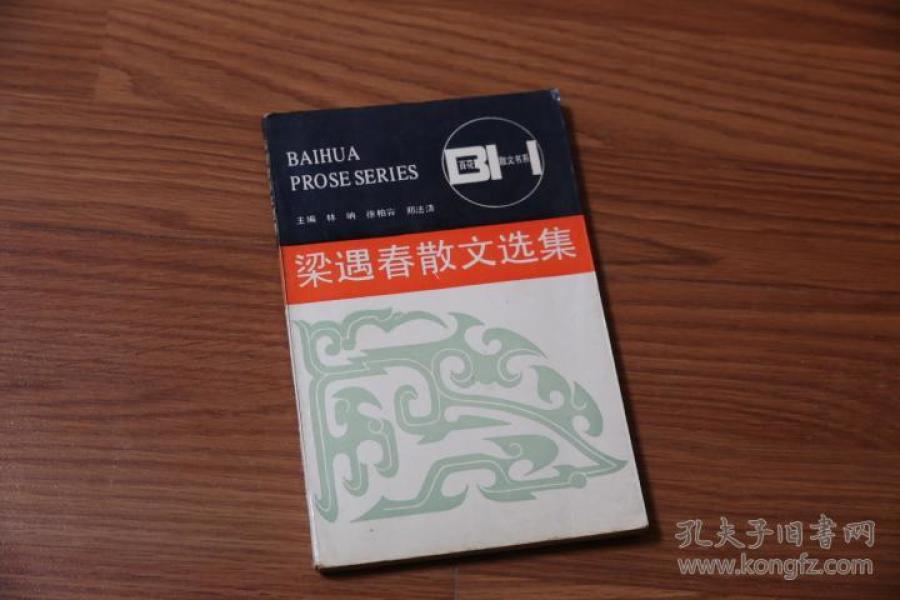 BAIHUA
PROSE SERIES
BH
百花
散文书系
主编 林呐 徐柏容 郑法清
梁遇春散文选集
孔夫子旧書网
www.kongfz.com